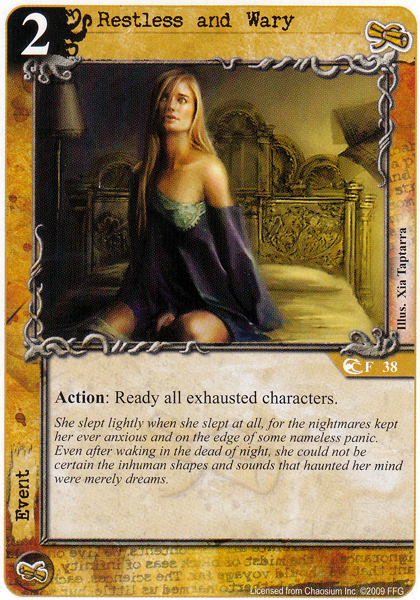 2
Restless and Wary
Illus. Xia Taptarra
F 38
Action: Ready all exhausted characters.
She slept lightly when she slept at all, for the nightmares kept
her ever anxious and on the edge of some nameless panic.
Even after waking in the dead of night, she could not be
certain the inhuman shapes and sounds that haunted her mind
were merely dreams.
Event
Licensed from Chaosium Inc. ©2009 FFG